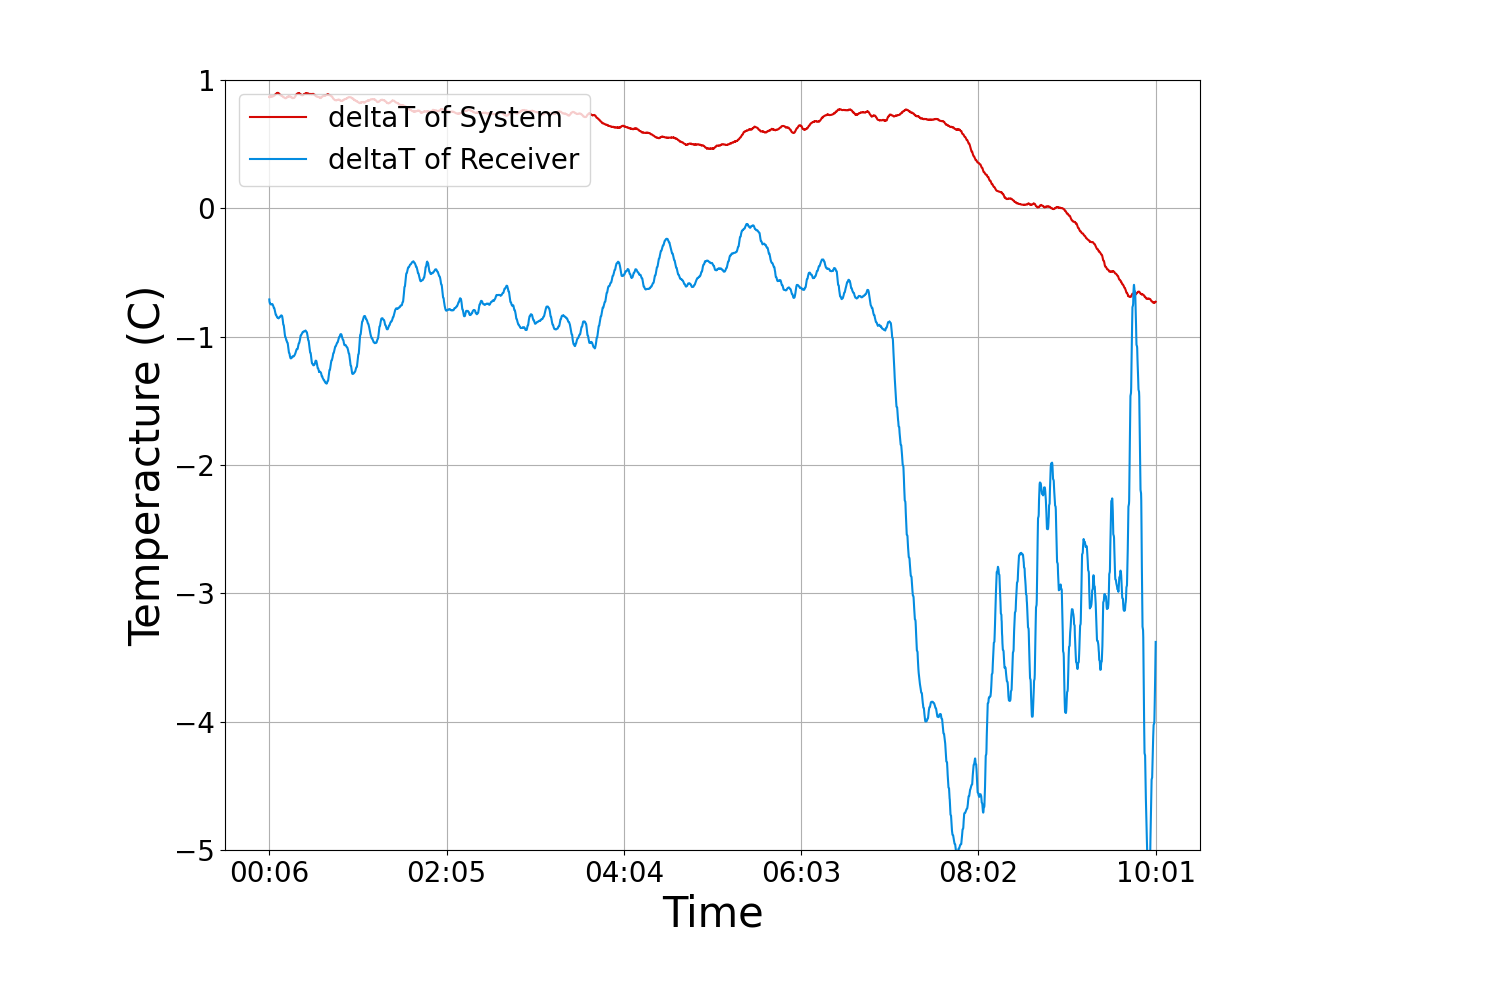 1
0
−1
−2
−3
−4
−5
Temperacture (C)
deltaT of System
deltaT of Receiver
00:06 02:05 04:04 06:03 08:02 10:01
Time